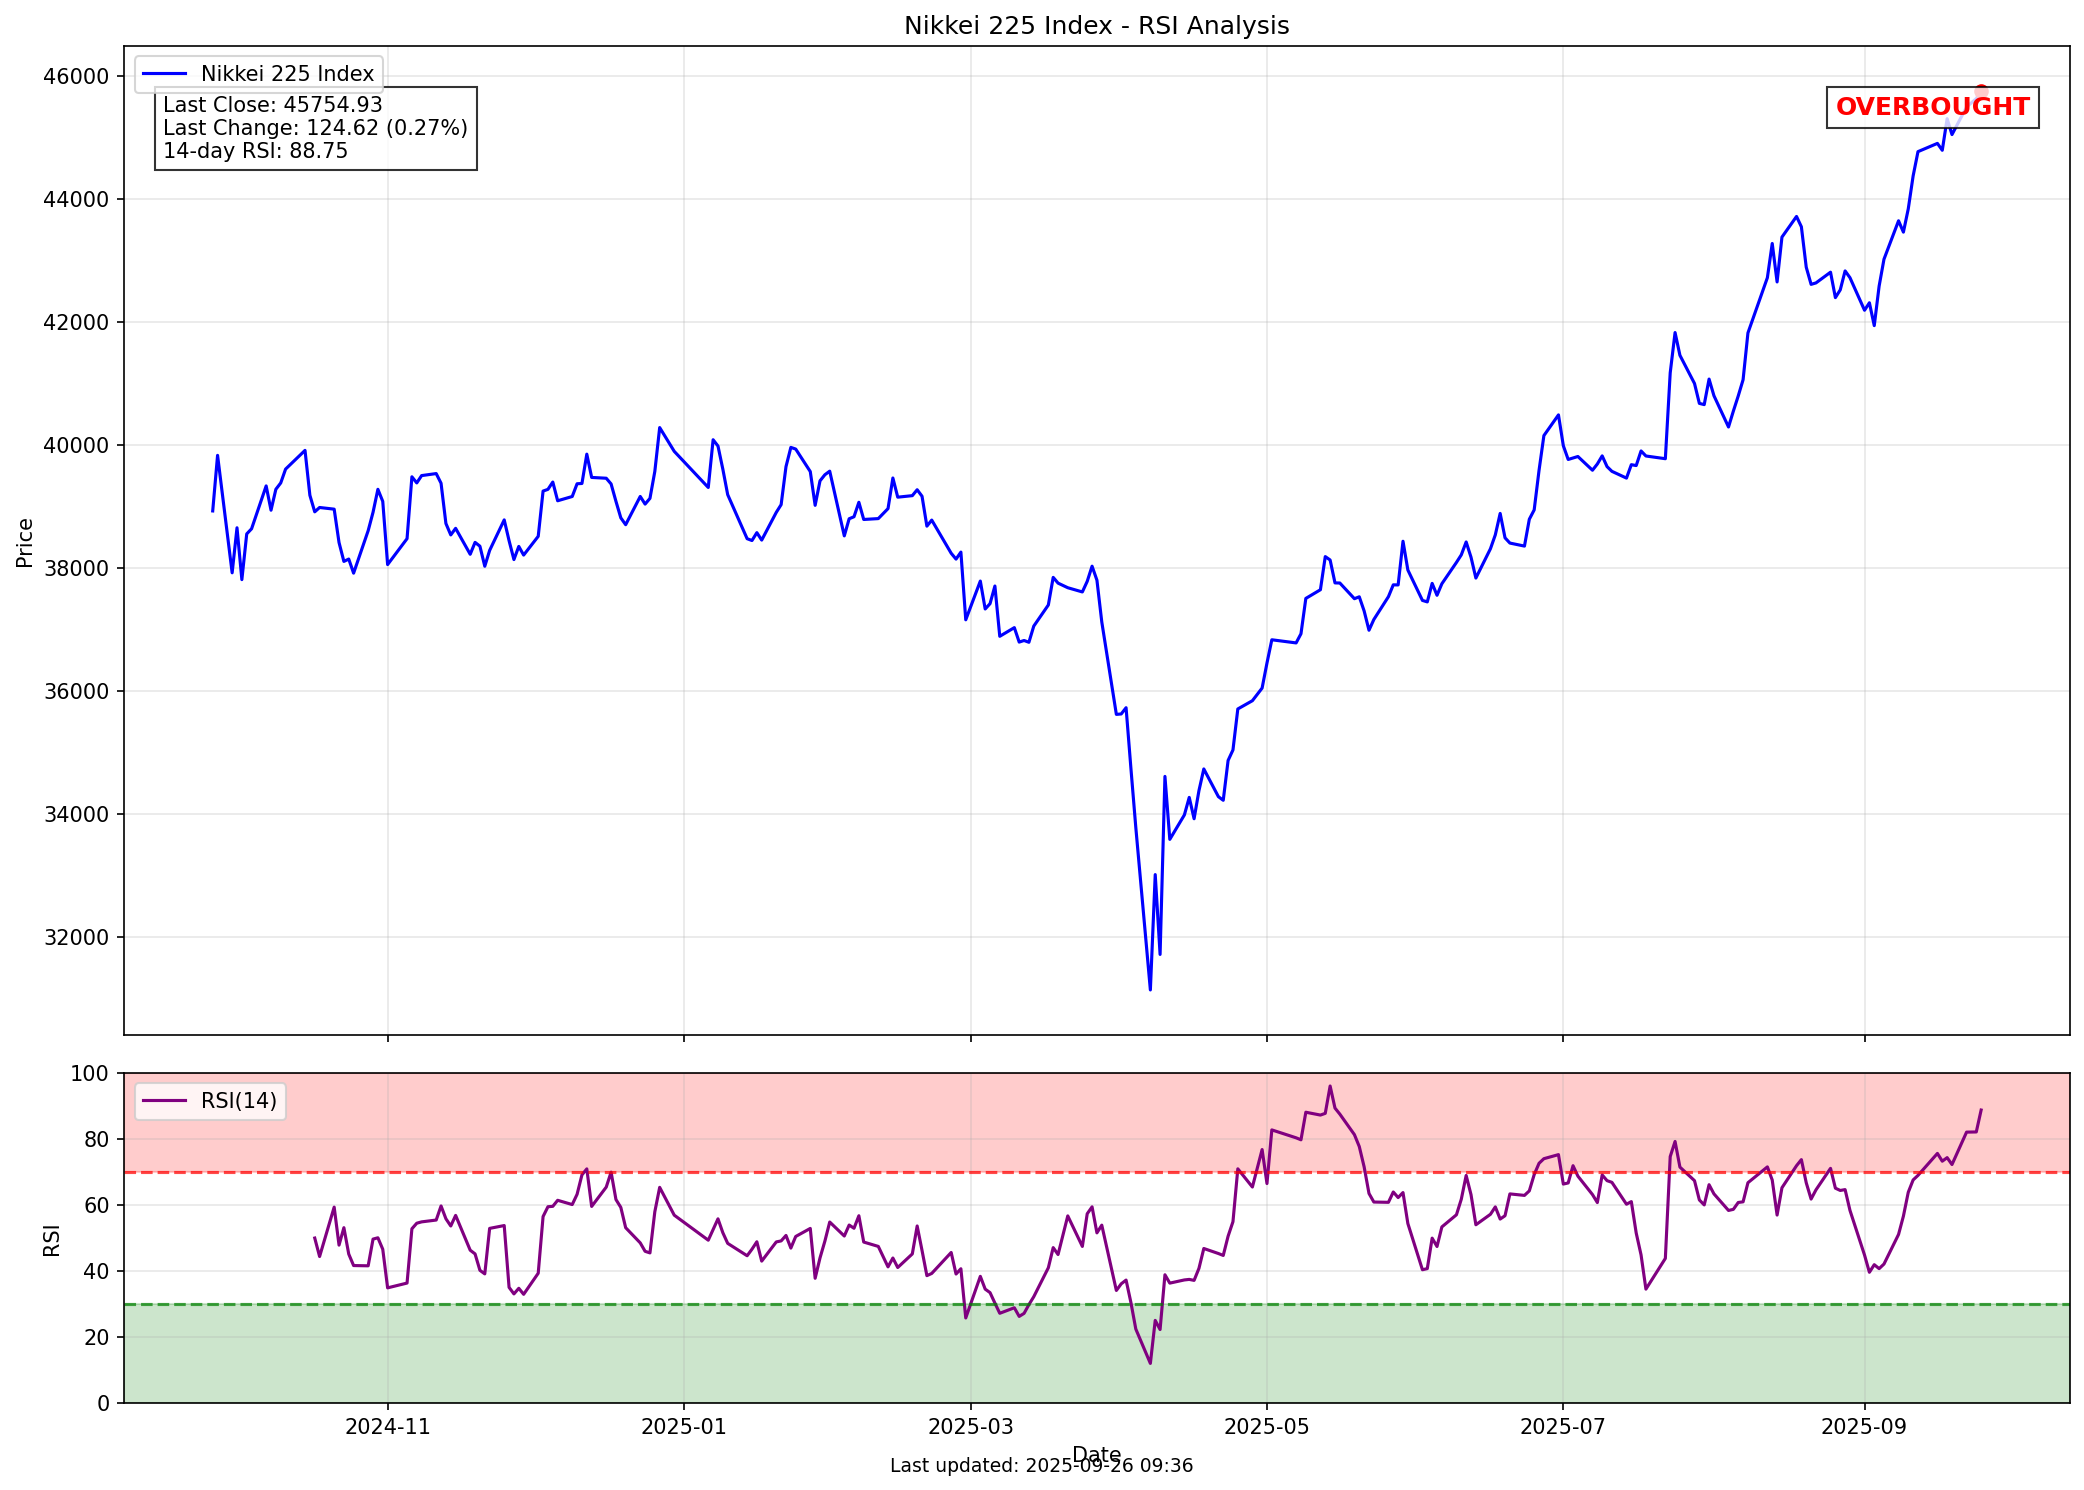 Nikkei 225 Index - RSI Analysis
Nikkei 225 Index
Last Close: 45754.93
Last Change: 124.62 (0.27%)
14-day RSI: 88.75
OVERBOUGHT
Price
46000
44000
42000
40000
38000
36000
34000
32000
RSI(14)
RSI
100
80
60
40
20
0
2024-11
2025-01
2025-03
2025-05
2025-07
2025-09
Date
Last updated: 2025-09-26 09:36